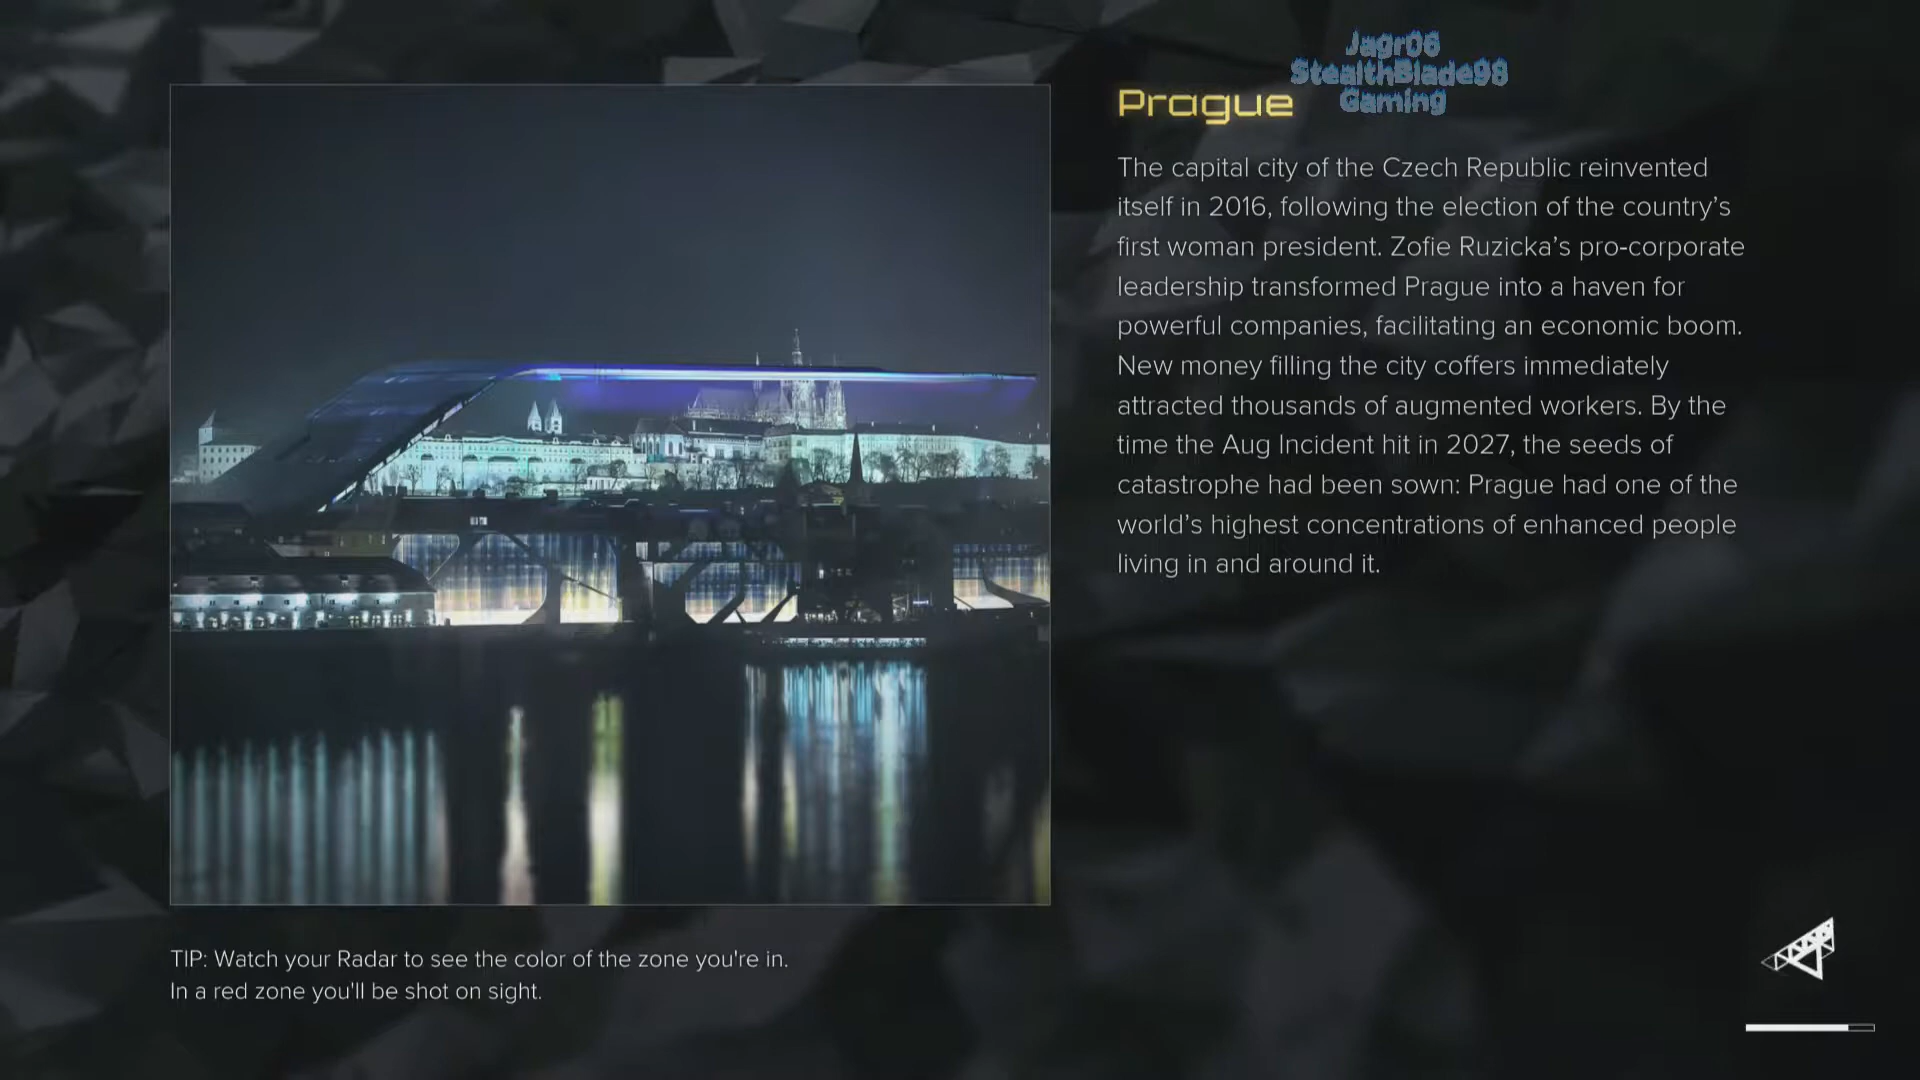 Jagr06
StealthBlade98
Gaming
Prague
The capital city of the Czech Republic reinvented
itself in 2016, following the election of the country’s
first woman president. Zofie Ruzicka’s pro-corporate
leadership transformed Prague into a haven for
powerful companies, facilitating an economic boom.
New money filling the city coffers immediately
attracted thousands of augmented workers. By the
time the Aug Incident hit in 2027, the seeds of
catastrophe had been sown: Prague had one of the
world’s highest concentrations of enhanced people
living in and around it.
TIP: Watch your Radar to see the color of the zone you're in.
In a red zone you'll be shot on sight.